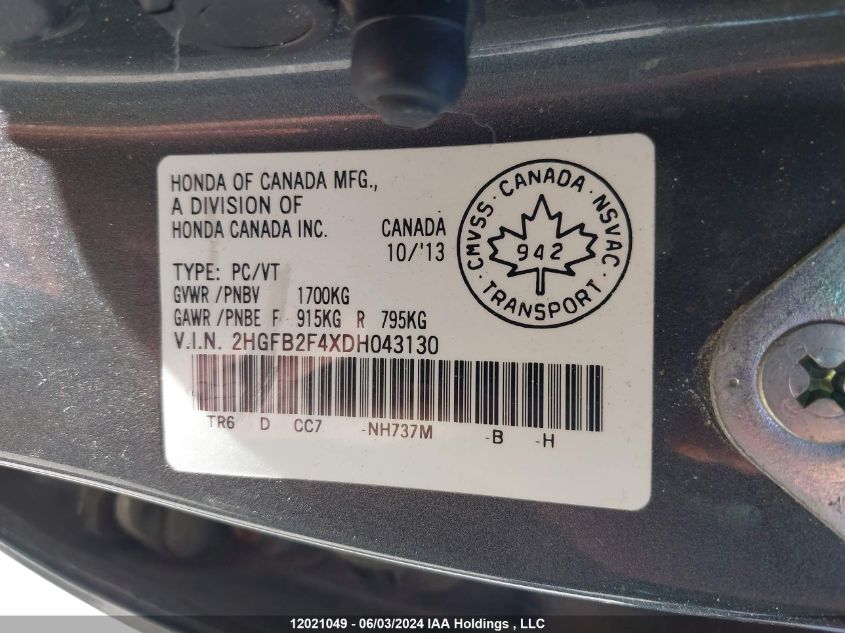 HONDA OF CANADA MFG.,
A DIVISION OF
HONDA CANADA INC.
CANADA
10/'13
TYPE: PC/VT
GVWR/PNBV 1700KG
GAWR/PNBE F 915KG R 795KG
V.I.N. 2HGFB2F4XDH043130
TR6 D CC7 -NH737M -B -H
CMVSS · CANADA · NSVAC
942
· TRANSPORT ·
12021049 - 06/03/2024 IAA Holdings , LLC